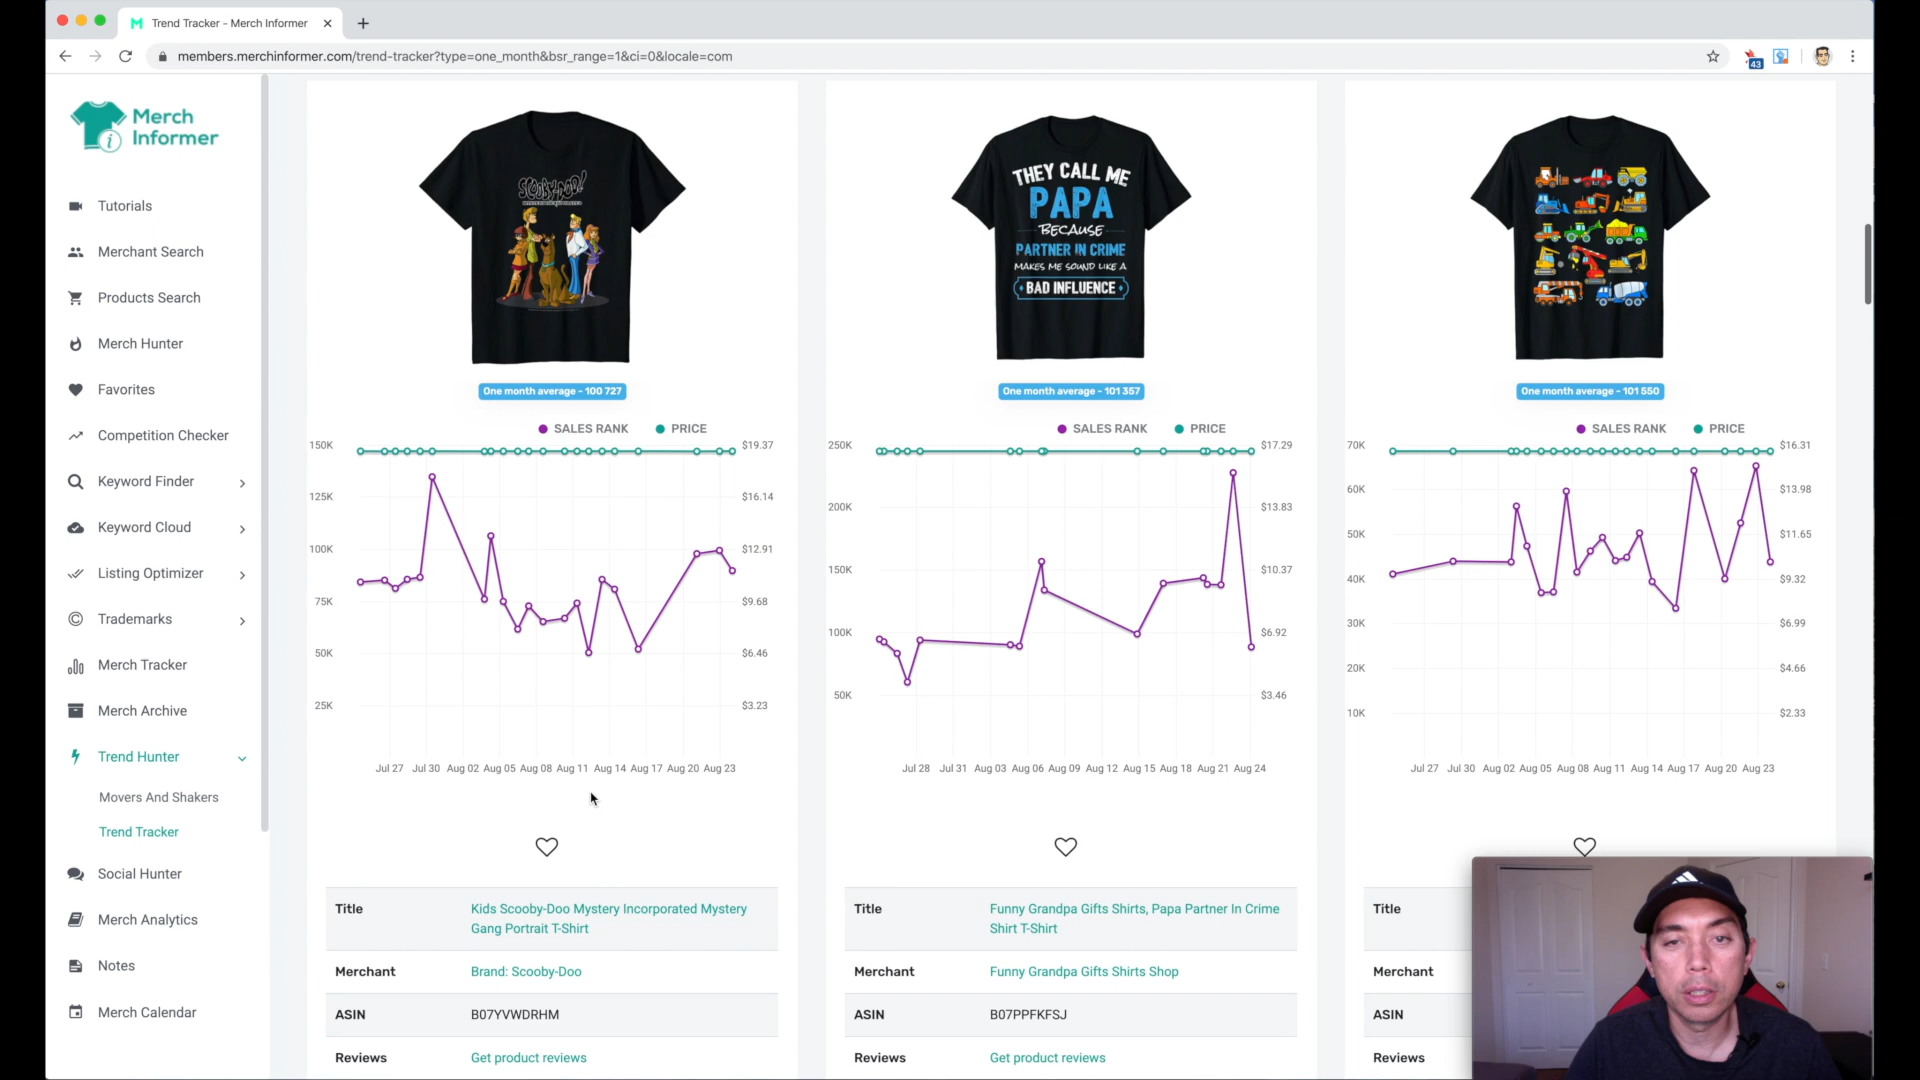 Trend Tracker - Merch Informer
members.merchinformer.com/trend-tracker?type=one_month&bsr_range=1&ci=0&locale=com
43
Merch
Informer
Tutorials
Merchant Search
Products Search
Merch Hunter
Favorites
Competition Checker
Keyword Finder
Keyword Cloud
Listing Optimizer
Trademarks
Merch Tracker
Merch Archive
Trend Hunter
Movers And Shakers
Trend Tracker
Social Hunter
Merch Analytics
Notes
Merch Calendar
SCOOBY-DOO!
One month average - 100 727
SALES RANK PRICE
150K
125K
100K
75K
50K
25K
$19.37
$16.14
$12.91
$9.68
$6.46
$3.23
Jul 27 Jul 30 Aug 02 Aug 05 Aug 08 Aug 11 Aug 14 Aug 17 Aug 20 Aug 23
Title Kids Scooby-Doo Mystery Incorporated Mystery
Gang Portrait T-Shirt
Merchant Brand: Scooby-Doo
ASIN B07YVWDRHM
Reviews Get product reviews
THEY CALL ME
PAPA
BECAUSE
PARTNER IN CRIME
MAKES ME SOUND LIKE A
BAD INFLUENCE
One month average - 101 357
SALES RANK PRICE
250K
200K
150K
100K
50K
$17.29
$13.83
$10.37
$6.92
$3.46
Jul 28 Jul 31 Aug 03 Aug 06 Aug 09 Aug 12 Aug 15 Aug 18 Aug 21 Aug 24
Title Funny Grandpa Gifts Shirts, Papa Partner In Crime
Shirt T-Shirt
Merchant Funny Grandpa Gifts Shirts Shop
ASIN B07PPFKFSJ
Reviews Get product reviews
One month average - 101 550
SALES RANK PRICE
70K
60K
50K
40K
30K
20K
10K
$16.31
$13.98
$11.65
$9.32
$6.99
$4.66
$2.33
Jul 27 Jul 30 Aug 02 Aug 05 Aug 08 Aug 11 Aug 14 Aug 17 Aug 20 Aug 23
Title
Merchant
ASIN
Reviews